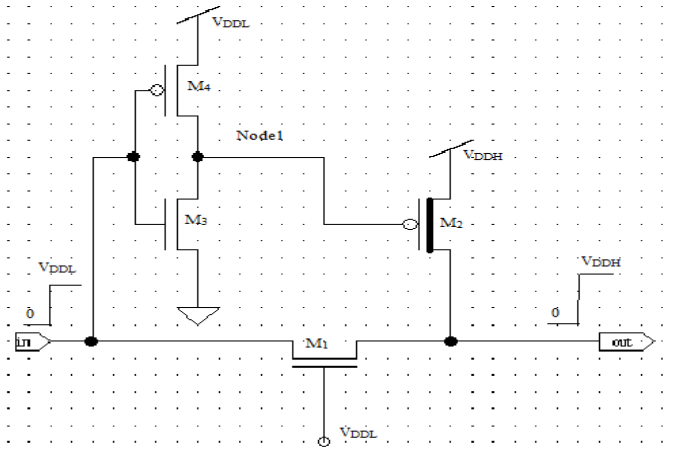 VDDL
M4
Node1
VDDH
M3
M2
VDDL
0
VDDH
0
in
M1
out
VDDL